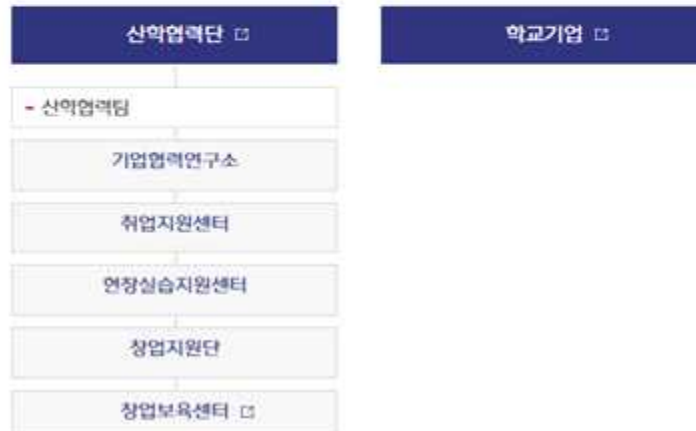 산학협력단
학교기업
- 산학협력팀
기업협력연구소
취업지원센터
현장실습지원센터
창업지원단
창업보육센터